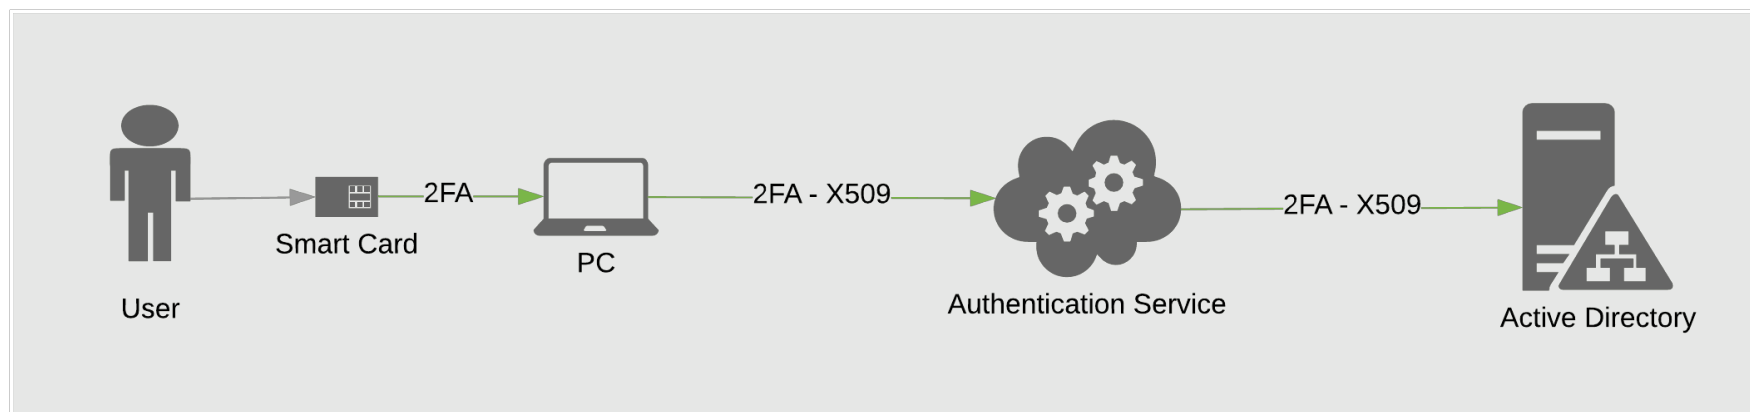 2FA
2FA - X509
2FA - X509
Smart Card
PC
User
Authentication Service
Active Directory